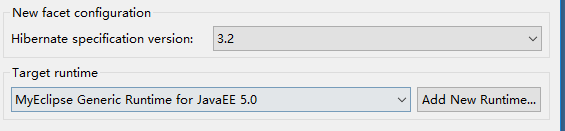 New facet configuration
Hibernate specification version: 3.2
Target runtime
MyEclipse Generic Runtime for JavaEE 5.0 Add New Runtime...